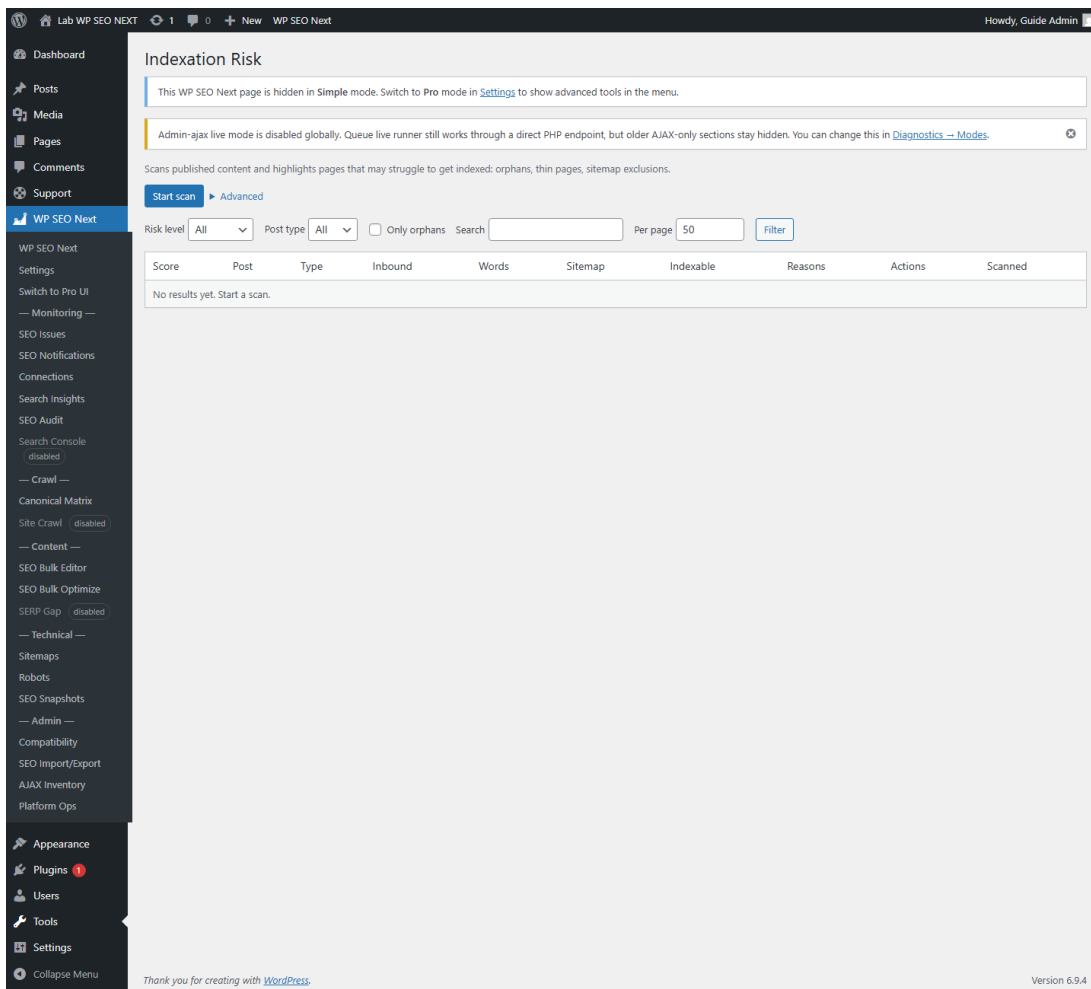 Lab WP SEO NEXT 1 0 New WP SEO Next Howdy, Guide Admin
Dashboard
Posts
Media
Pages
Comments
Support
WP SEO Next
WP SEO Next
Settings
Switch to Pro UI
— Monitoring —
SEO Issues
SEO Notifications
Connections
Search Insights
SEO Audit
Search Console
disabled
— Crawl —
Canonical Matrix
Site Crawl disabled
— Content —
SEO Bulk Editor
SEO Bulk Optimize
SERP Gap disabled
— Technical —
Sitemaps
Robots
SEO Snapshots
— Admin —
Compatibility
SEO Import/Export
AJAX Inventory
Platform Ops
Appearance
Plugins 1
Users
Tools
Settings
Collapse Menu
Indexation Risk
This WP SEO Next page is hidden in Simple mode. Switch to Pro mode in Settings to show advanced tools in the menu.
Admin-ajax live mode is disabled globally. Queue live runner still works through a direct PHP endpoint, but older AJAX-only sections stay hidden. You can change this in Diagnostics → Modes.
Scans published content and highlights pages that may struggle to get indexed: orphans, thin pages, sitemap exclusions.
Start scan Advanced
Risk level All Post type All Only orphans Search Per page 50 Filter
Score Post Type Inbound Words Sitemap Indexable Reasons Actions Scanned
No results yet. Start a scan.
Thank you for creating with WordPress. Version 6.9.4